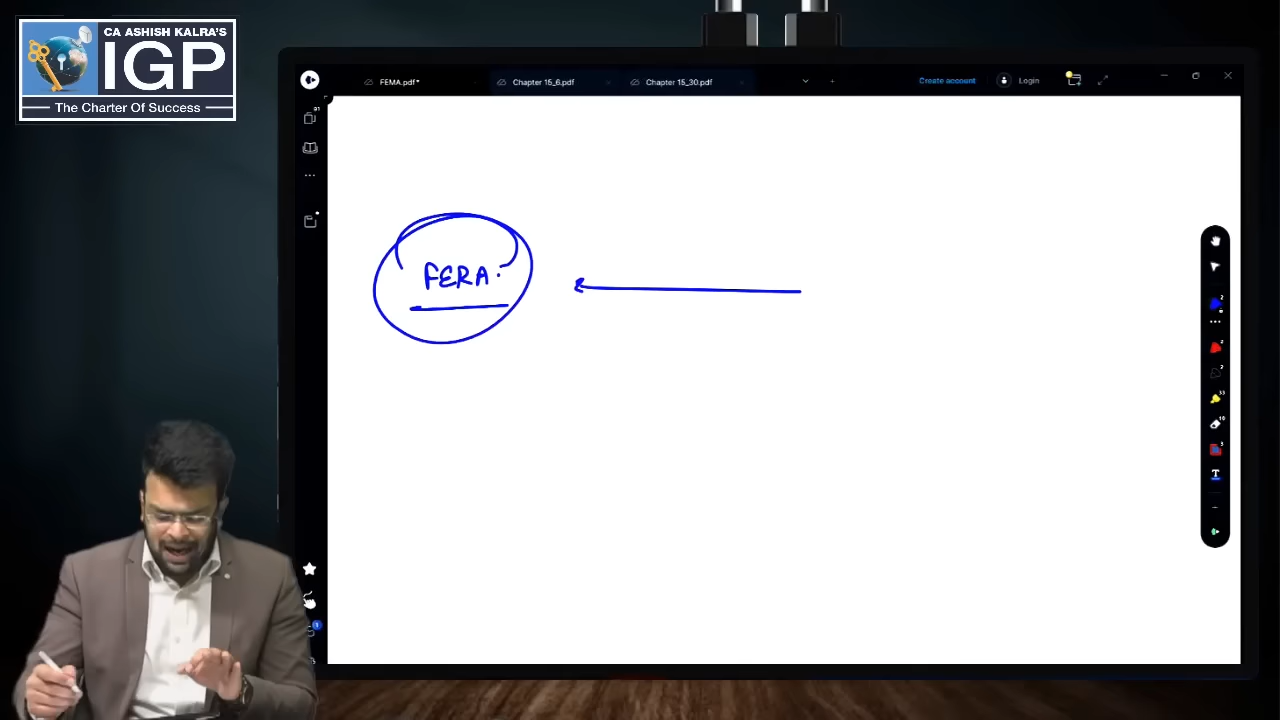 CA ASHISH KALRA'S
IGP
The Charter Of Success
FEMA.pdf*
Chapter 15_6.pdf
Chapter 15_30.pdf
Create account
Login
FERA